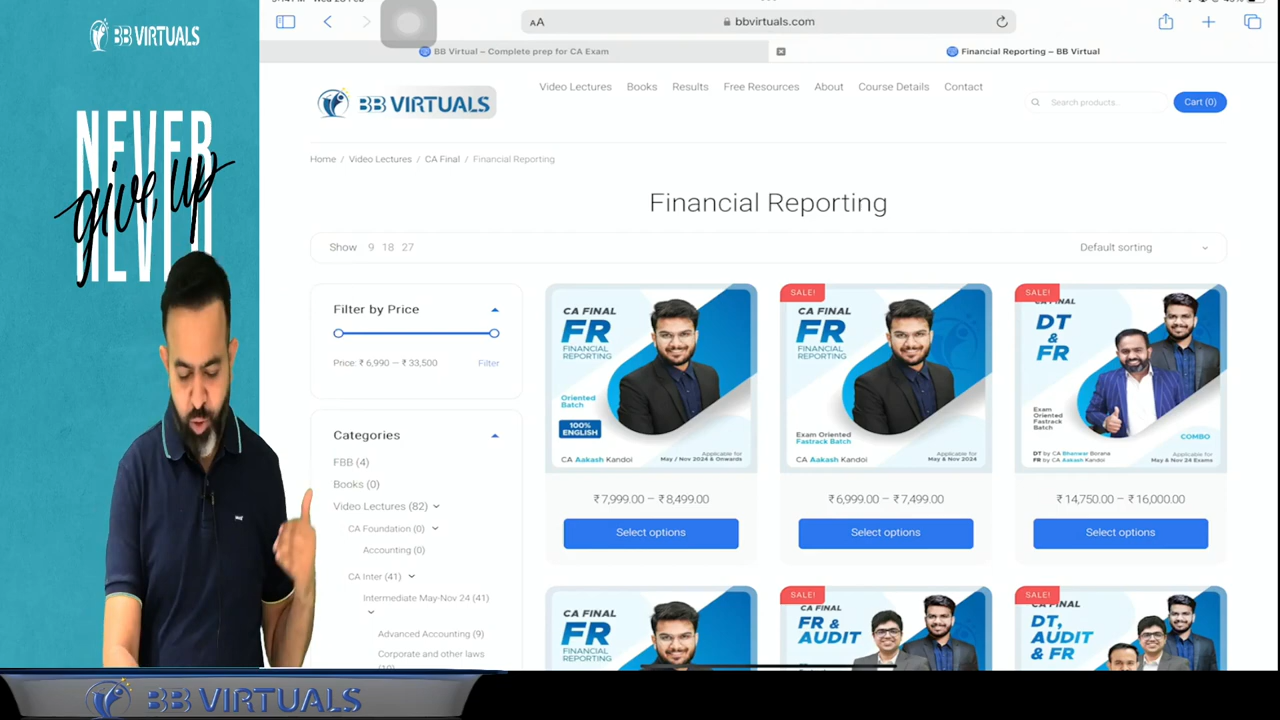 BB VIRTUALS
NEVER
give up
NEVER
AA
bbvirtuals.com
BB Virtual – Complete prep for CA Exam
Financial Reporting – BB Virtual
BB VIRTUALS
Video Lectures
Books
Results
Free Resources
About
Course Details
Contact
Search products..
Cart (0)
Home / Video Lectures / CA Final / Financial Reporting
Financial Reporting
Show 9 18 27
Default sorting
Filter by Price
Price: ₹ 6,990 — ₹ 33,500
Filter
Categories
FBB (4)
Books (0)
Video Lectures (82)
CA Foundation (0)
Accounting (0)
CA Inter (41)
Intermediate May-Nov 24 (41)
Advanced Accounting (9)
Corporate and other laws
CA FINAL
FR
FINANCIAL
REPORTING
Oriented
Batch
100%
ENGLISH
CA Aakash Kandoi
Applicable for
May / Nov 2024 & Onwards
₹ 7,999.00 – ₹ 8,499.00
Select options
SALE!
CA FINAL
FR
FINANCIAL
REPORTING
Exam Oriented
Fastrack Batch
CA Aakash Kandoi
Applicable for
May & Nov 2024
₹ 6,999.00 – ₹ 7,499.00
Select options
SALE!
CA FINAL
DT
&
FR
Exam
Oriented
Fastrack
Batch
COMBO
DT by CA Bhanwar Borana
FR by CA Aakash Kandoi
Applicable for
May & Nov 24 Exams
₹ 14,750.00 – ₹ 16,000.00
Select options
CA FINAL
FR
FINANCIAL
REPORTING
SALE!
CA FINAL
FR &
AUDIT
SALE!
CA FINAL
DT,
AUDIT
& FR
BB VIRTUALS